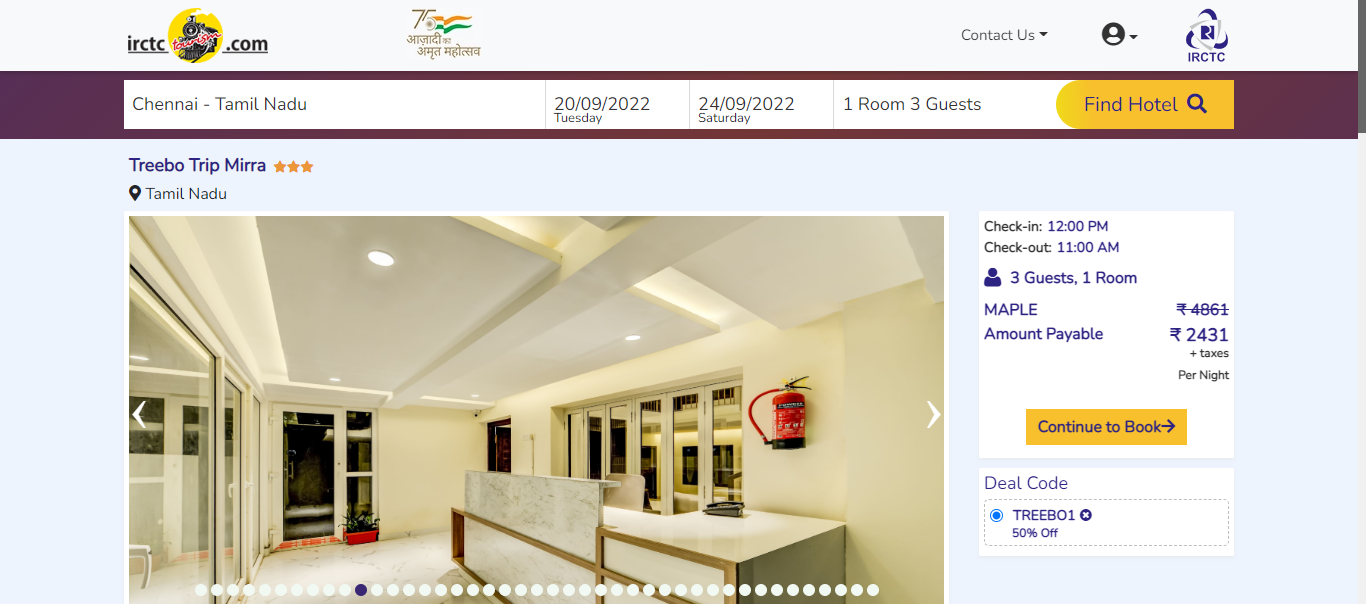 irctc tourism .com
75
आज़ादी का
अमृत महोत्सव
Contact Us
IRCTC
Chennai - Tamil Nadu
20/09/2022
Tuesday
24/09/2022
Saturday
1 Room 3 Guests
Find Hotel
Treebo Trip Mirra
Tamil Nadu
Check-in: 12:00 PM
Check-out: 11:00 AM
3 Guests, 1 Room
MAPLE ₹ 4861
Amount Payable ₹ 2431
+ taxes
Per Night
Continue to Book
Deal Code
TREEBO1
50% Off